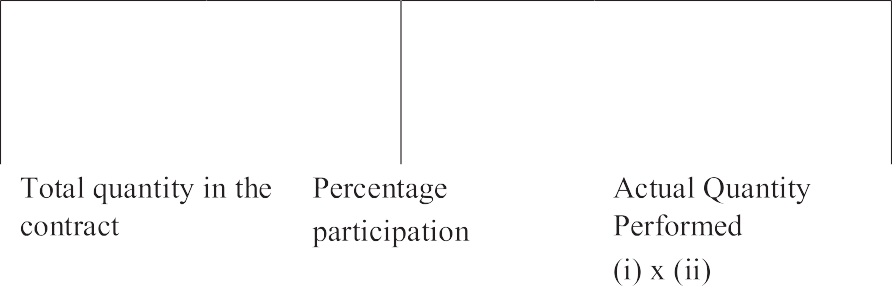 Total quantity in the
contract
Percentage
participation
Actual Quantity
Performed
(i) x (ii)